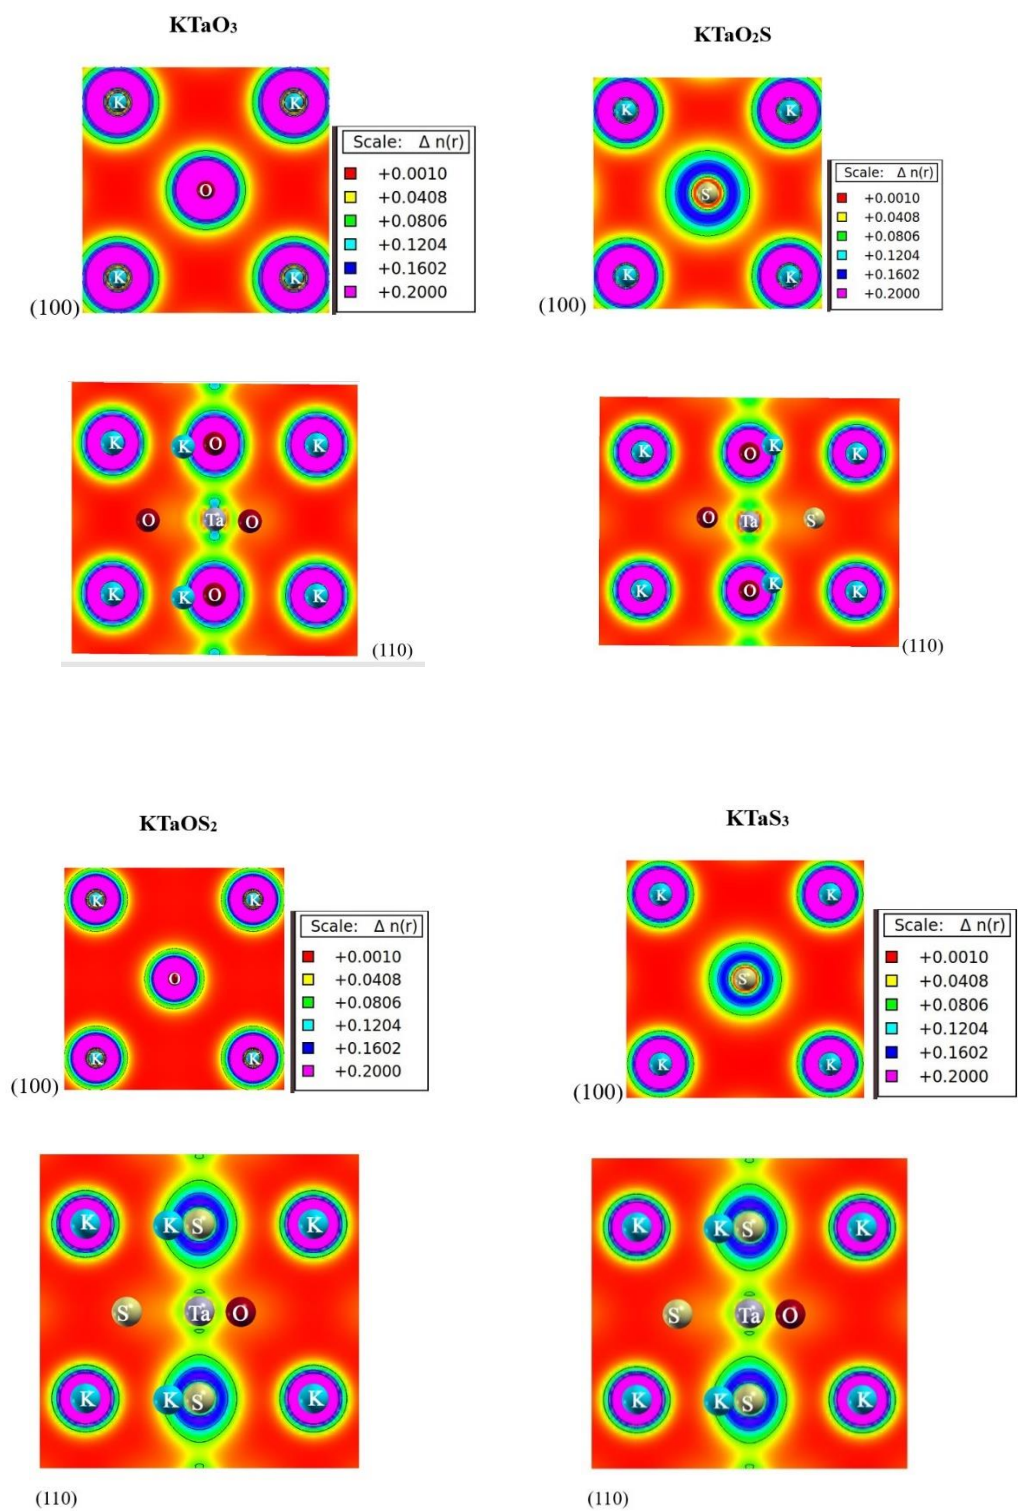 KTaO₃
K K
O
K K
(100)
Scale: Δ n(r)
+0.0010
+0.0408
+0.0806
+0.1204
+0.1602
+0.2000
KTaO₂S
K K
S
K K
(100)
Scale: Δ n(r)
+0.0010
+0.0408
+0.0806
+0.1204
+0.1602
+0.2000
K K O K
O Ta O
K K O K
(110)
K O K K
O Ta S
K O K K
(110)
KTaOS₂
K K
O
K K
(100)
Scale: Δ n(r)
+0.0010
+0.0408
+0.0806
+0.1204
+0.1602
+0.2000
KTaS₃
K K
S
K K
(100)
Scale: Δ n(r)
+0.0010
+0.0408
+0.0806
+0.1204
+0.1602
+0.2000
K K S K
S Ta O
K K S K
(110)
K K S K
S Ta O
K K S K
(110)